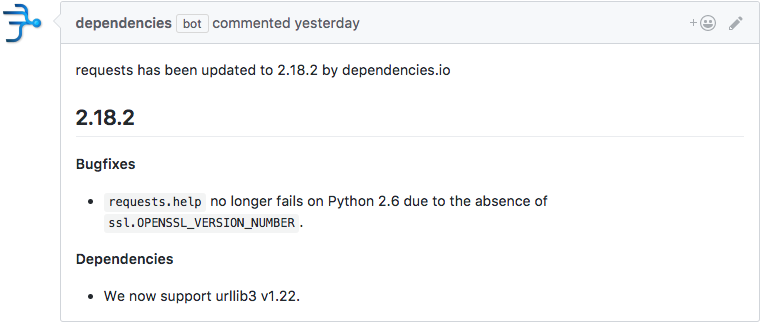 dependencies bot commented yesterday
requests has been updated to 2.18.2 by dependencies.io
2.18.2
Bugfixes
requests.help no longer fails on Python 2.6 due to the absence of
ssl.OPENSSL_VERSION_NUMBER.
Dependencies
We now support urllib3 v1.22.